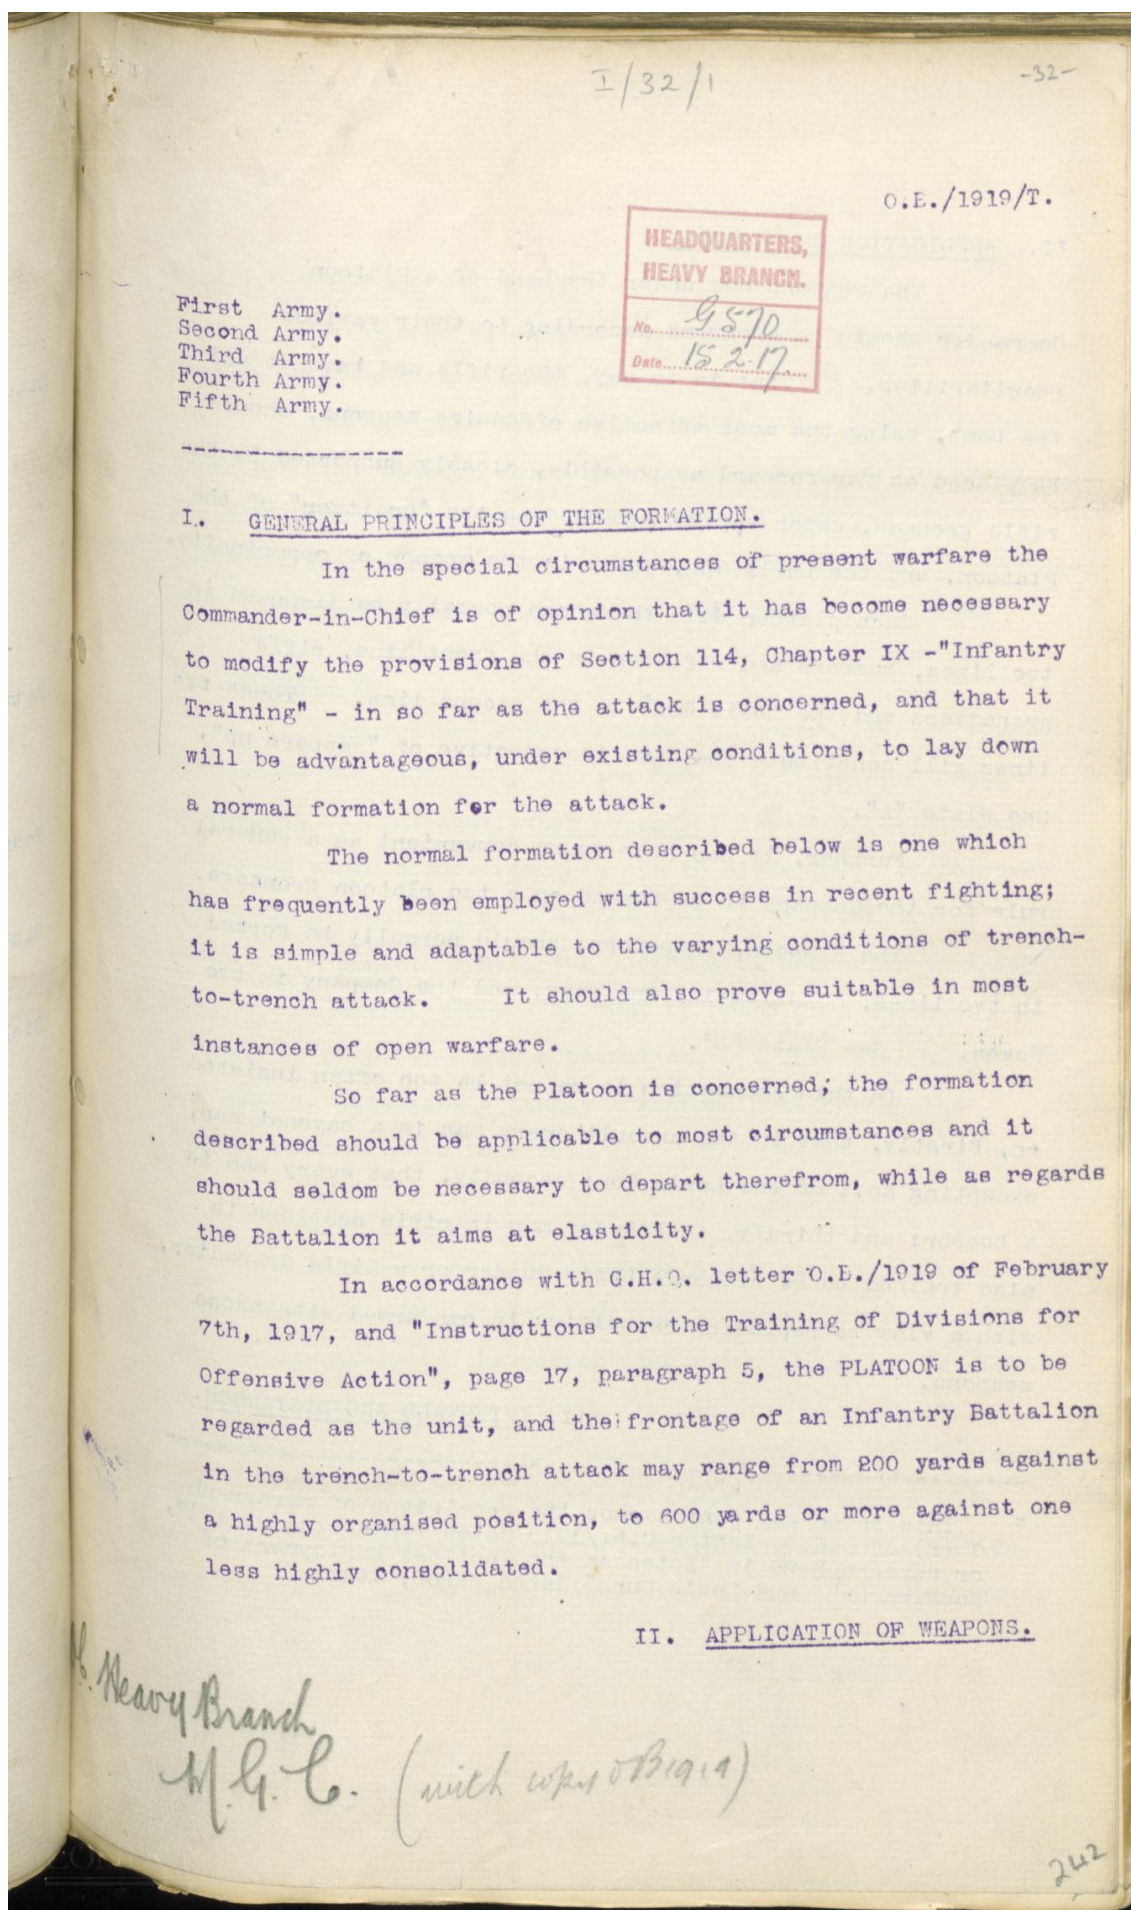 I/32/1
-32-
O.B./1919/T.
HEADQUARTERS,
HEAVY BRANCH.
No. G570
Date 15.2.17.
First Army.
Second Army.
Third Army.
Fourth Army.
Fifth Army.
-----------------
I. GENERAL PRINCIPLES OF THE FORMATION.
In the special circumstances of present warfare the
Commander-in-Chief is of opinion that it has become necessary
to modify the provisions of Section 114, Chapter IX -"Infantry
Training" - in so far as the attack is concerned, and that it
will be advantageous, under existing conditions, to lay down
a normal formation for the attack.
The normal formation described below is one which
has frequently been employed with success in recent fighting;
it is simple and adaptable to the varying conditions of trench-
to-trench attack. It should also prove suitable in most
instances of open warfare.
So far as the Platoon is concerned; the formation
described should be applicable to most circumstances and it
should seldom be necessary to depart therefrom, while as regards
the Battalion it aims at elasticity.
In accordance with G.H.Q. letter O.B./1919 of February
7th, 1917, and "Instructions for the Training of Divisions for
Offensive Action", page 17, paragraph 5, the PLATOON is to be
regarded as the unit, and the frontage of an Infantry Battalion
in the trench-to-trench attack may range from 200 yards against
a highly organised position, to 600 yards or more against one
less highly consolidated.
II. APPLICATION OF WEAPONS.
Heavy Branch
M.G.C. (with copy OB1919)
242